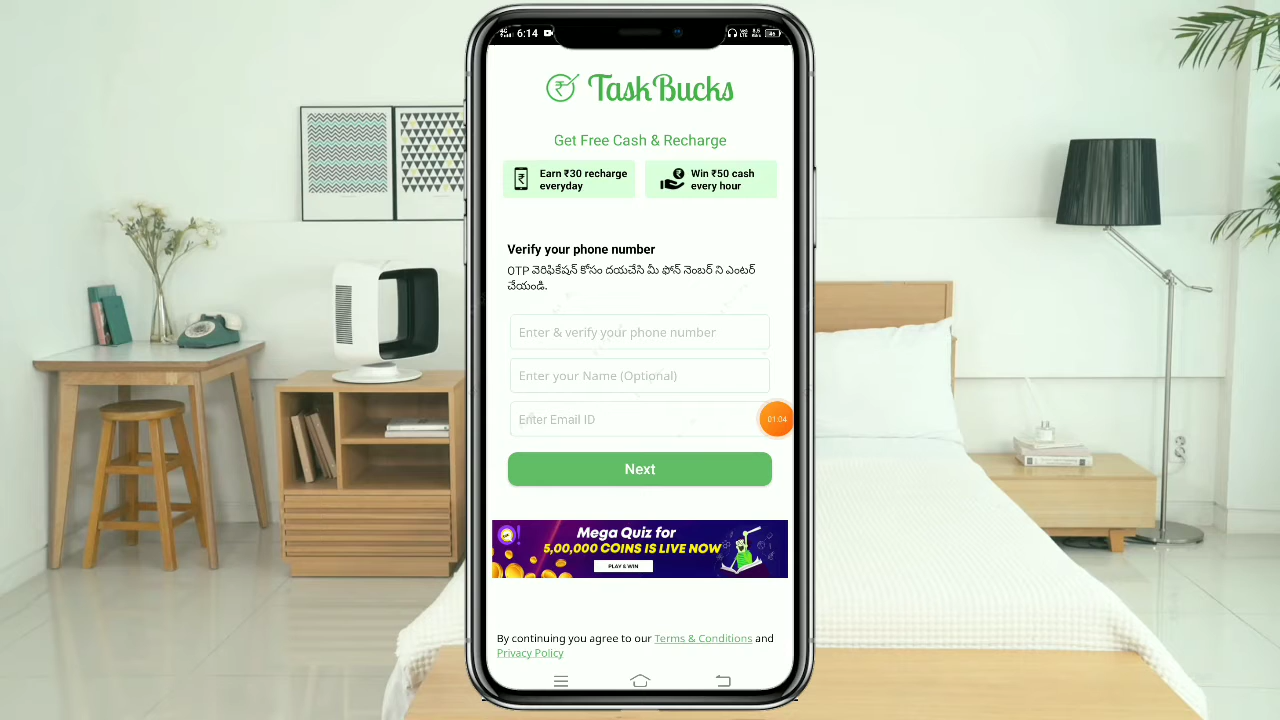 6:14
TaskBucks
Get Free Cash & Recharge
Earn ₹30 recharge
everyday
Win ₹50 cash
every hour
Verify your phone number
OTP వెరిఫికేషన్ కోసం దయచేసి మీ ఫోన్ నెంబర్ ని ఎంటర్
చేయండి.
Enter & verify your phone number
Enter your Name (Optional)
Enter Email ID
01:04
Next
Mega Quiz for
5,00,000 COINS IS LIVE NOW
PLAY & WIN
By continuing you agree to our Terms & Conditions and
Privacy Policy